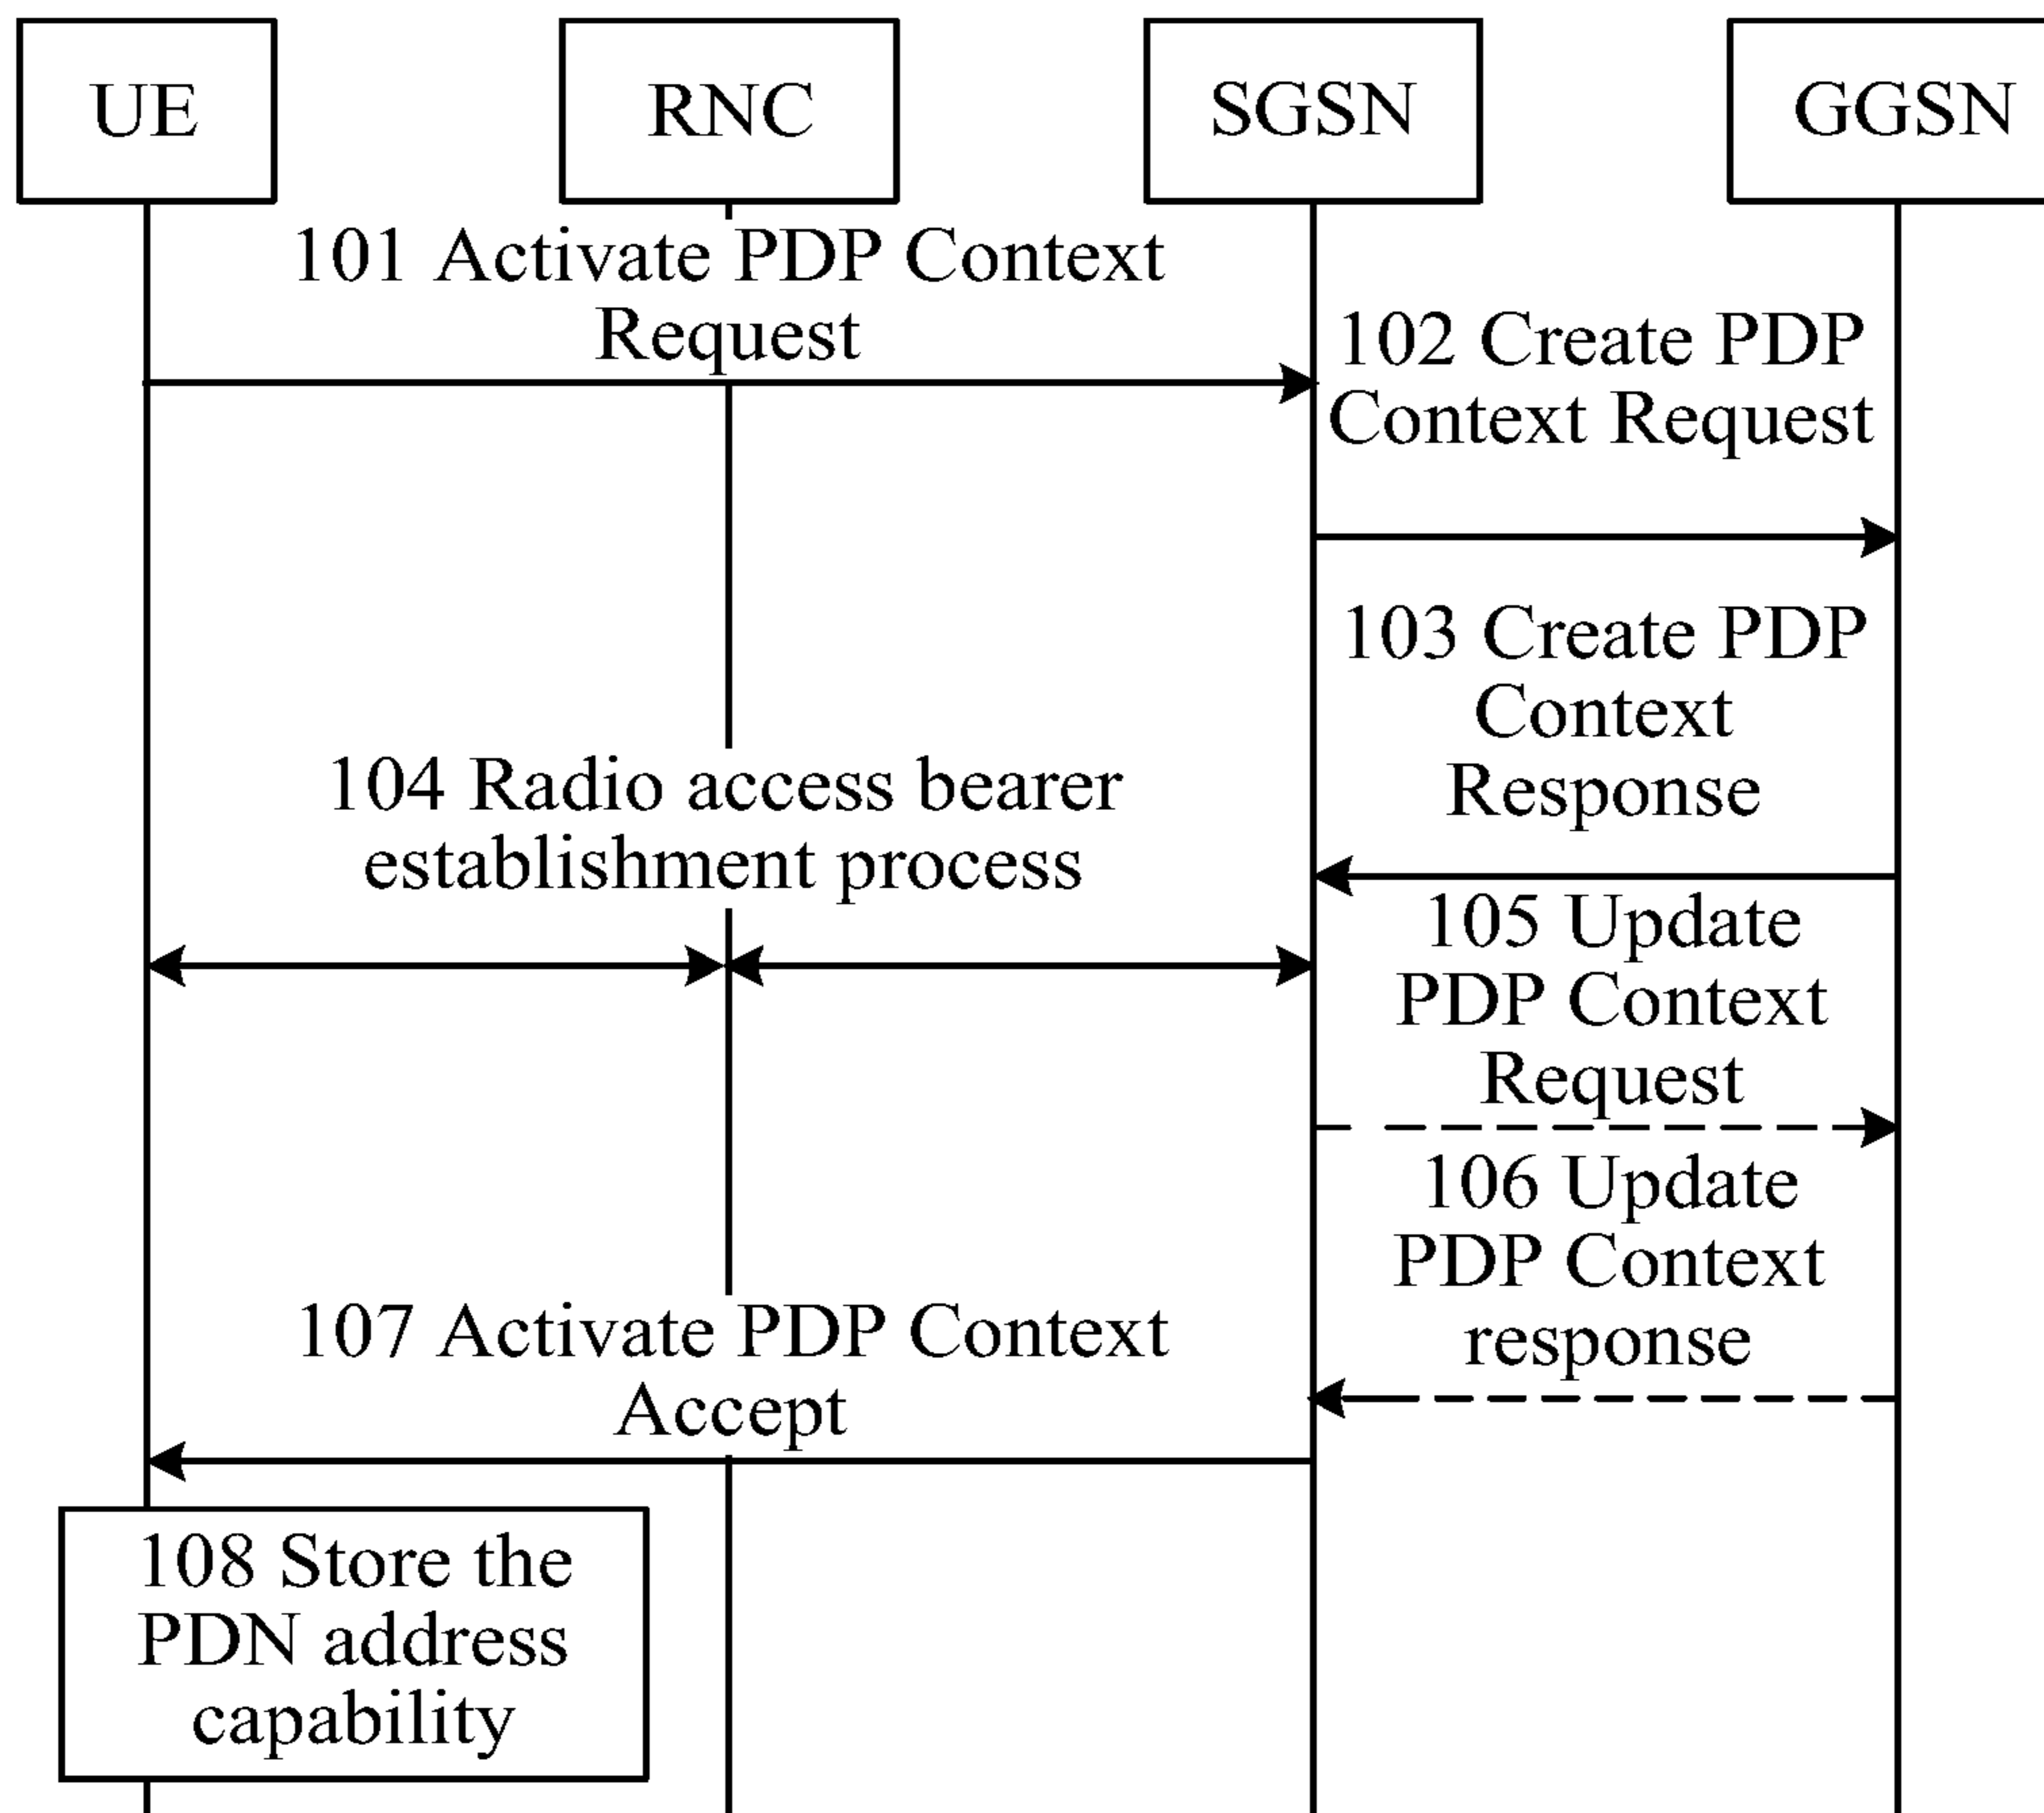 UE
RNC
SGSN
GGSN
101 Activate PDP Context
Request
102 Create PDP
Context Request
103 Create PDP
Context
Response
104 Radio access bearer
establishment process
105 Update
PDP Context
Request
106 Update
PDP Context
response
107 Activate PDP Context
Accept
108 Store the
PDN address
capability